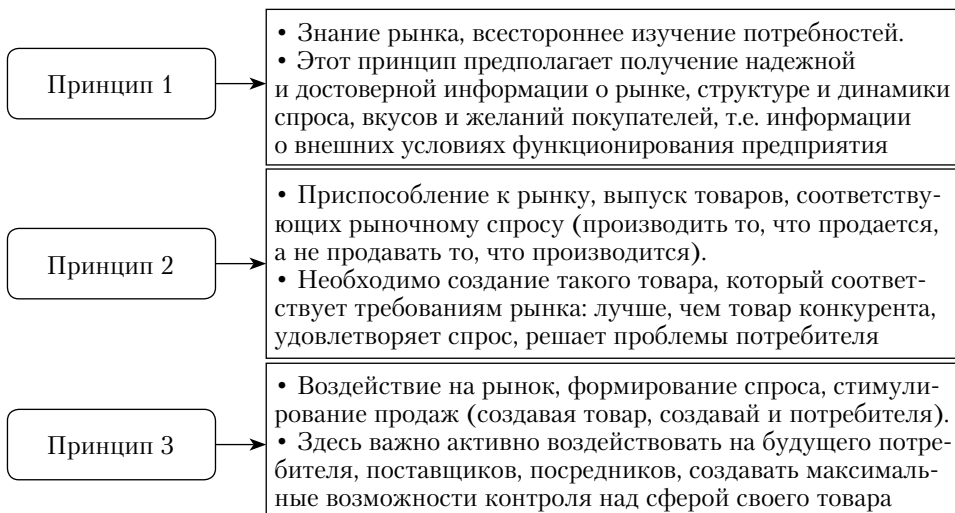 Принцип 1
• Знание рынка, всестороннее изучение потребностей.
• Этот принцип предполагает получение надежной
и достоверной информации о рынке, структуре и динамики
спроса, вкусов и желаний покупателей, т.е. информации
о внешних условиях функционирования предприятия
Принцип 2
• Приспособление к рынку, выпуск товаров, соответству-
ющих рыночному спросу (производить то, что продается,
а не продавать то, что производится).
• Необходимо создание такого товара, который соответ-
ствует требованиям рынка: лучше, чем товар конкурента,
удовлетворяет спрос, решает проблемы потребителя
Принцип 3
• Воздействие на рынок, формирование спроса, стимули-
рование продаж (создавая товар, создавай и потребителя).
• Здесь важно активно воздействовать на будущего потре-
бителя, поставщиков, посредников, создавать максималь-
ные возможности контроля над сферой своего товара